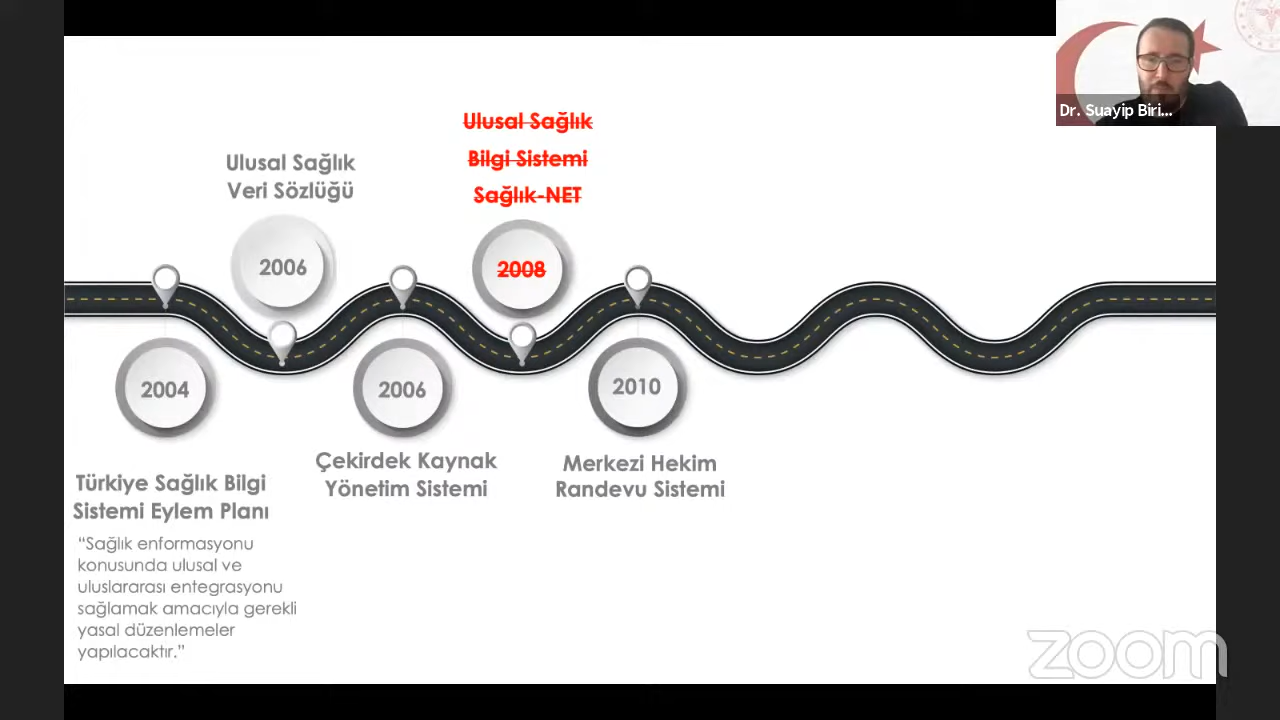 Dr. Suayip Biri...
Ulusal Sağlık
Veri Sözlüğü
2006
Ulusal Sağlık
Bilgi Sistemi
Sağlık-NET
2008
2004
Türkiye Sağlık Bilgi
Sistemi Eylem Planı
“Sağlık enformasyonu
konusunda ulusal ve
uluslararası entegrasyonu
sağlamak amacıyla gerekli
yasal düzenlemeler
yapılacaktır.”
2006
Çekirdek Kaynak
Yönetim Sistemi
2010
Merkezi Hekim
Randevu Sistemi
zoom